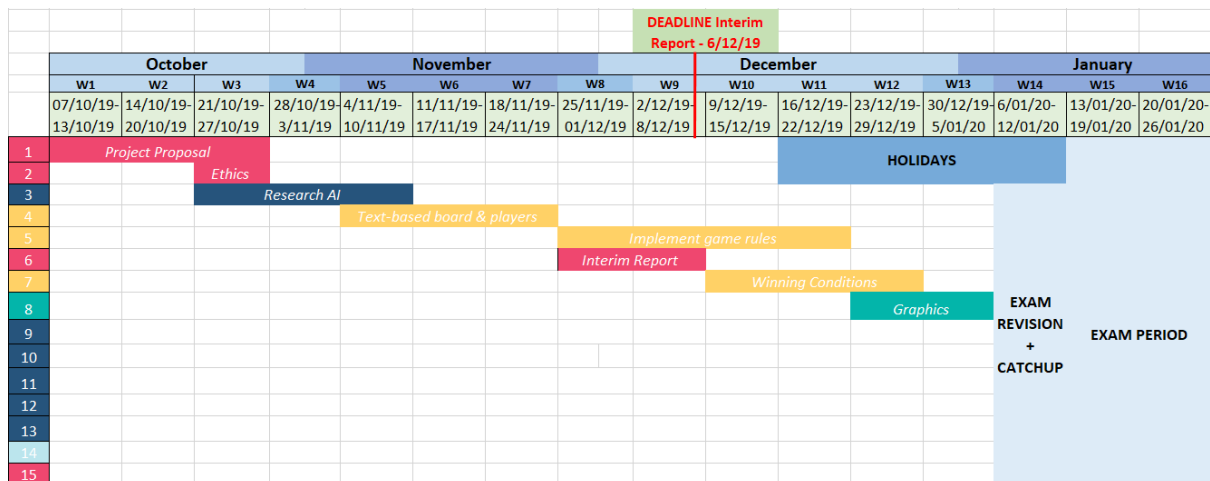 DEADLINE Interim
Report - 6/12/19
October November December January
W1 W2 W3 W4 W5 W6 W7 W8 W9 W10 W11 W12 W13 W14 W15 W16
07/10/19- 14/10/19- 21/10/19- 28/10/19- 4/11/19- 11/11/19- 18/11/19- 25/11/19- 2/12/19- 9/12/19- 16/12/19- 23/12/19- 30/12/19- 6/01/20- 13/01/20- 20/01/20-
13/10/19 20/10/19 27/10/19 3/11/19 10/11/19 17/11/19 24/11/19 01/12/19 8/12/19 15/12/19 22/12/19 29/12/19 5/01/20 12/01/20 19/01/20 26/01/20
1 Project Proposal
HOLIDAYS
2 Ethics
3 Research AI
4 Text-based board & players
5 Implement game rules
6 Interim Report
7 Winning Conditions
8 Graphics
9
10
11
12
13
14
15
EXAM
REVISION
+
CATCHUP
EXAM PERIOD